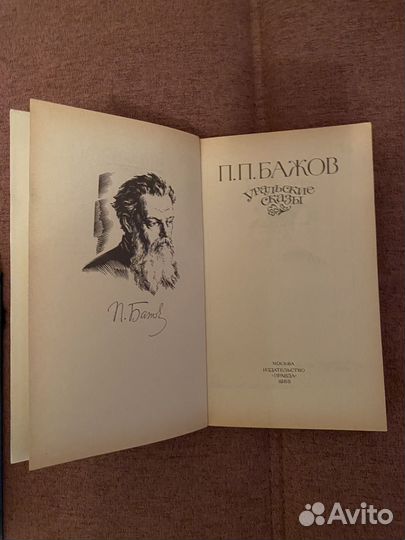 П. Бажов
П.П.БАЖОВ
УРАЛЬСКИЕ
СКАЗЫ
МОСКВА
ИЗДАТЕЛЬСТВО
«ПРАВДА»
Avito